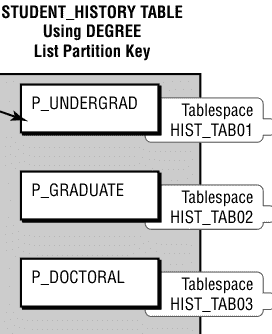 STUDENT_HISTORY TABLE
Using DEGREE
List Partition Key
P_UNDERGRAD
Tablespace
HIST_TAB01
P_GRADUATE
Tablespace
HIST_TAB02
P_DOCTORAL
Tablespace
HIST_TAB03